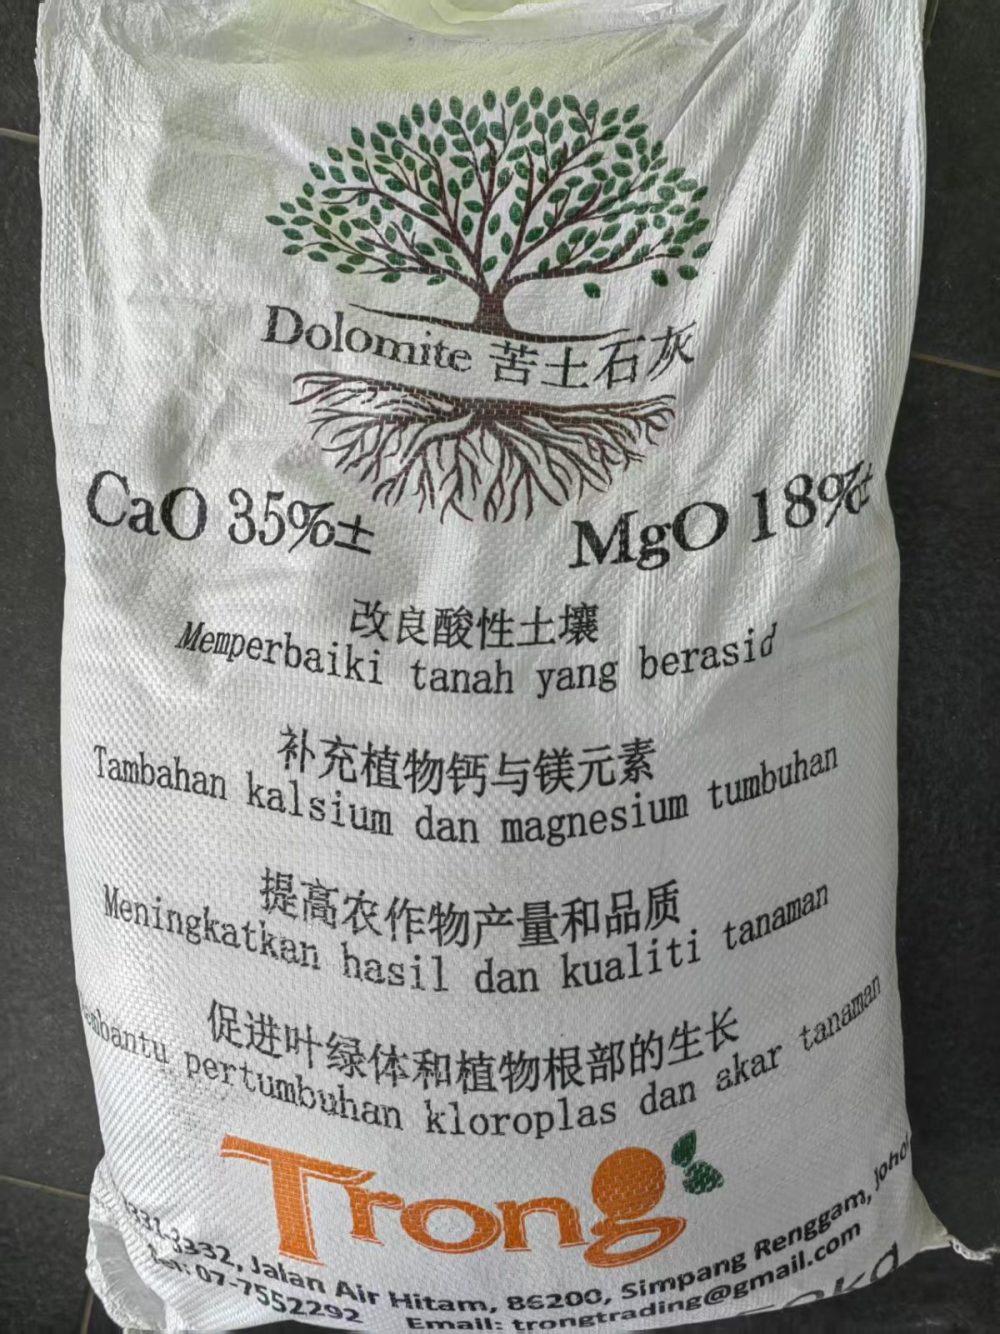 Dolomite 苦土石灰
CaO 35%± MgO 18%±
改良酸性土壤
Memperbaiki tanah yang berasid
补充植物钙与镁元素
Tambahan kalsium dan magnesium tumbuhan
提高农作物产量和品质
Meningkatkan hasil dan kualiti tanaman
促进叶绿体和植物根部的生长
pertumbuhan kloroplas dan akar tanaman
Trong
Jalan Air Hitam, 86200, Simpang Renggam,
07-7552292 Email: trongtrading@gmail.com